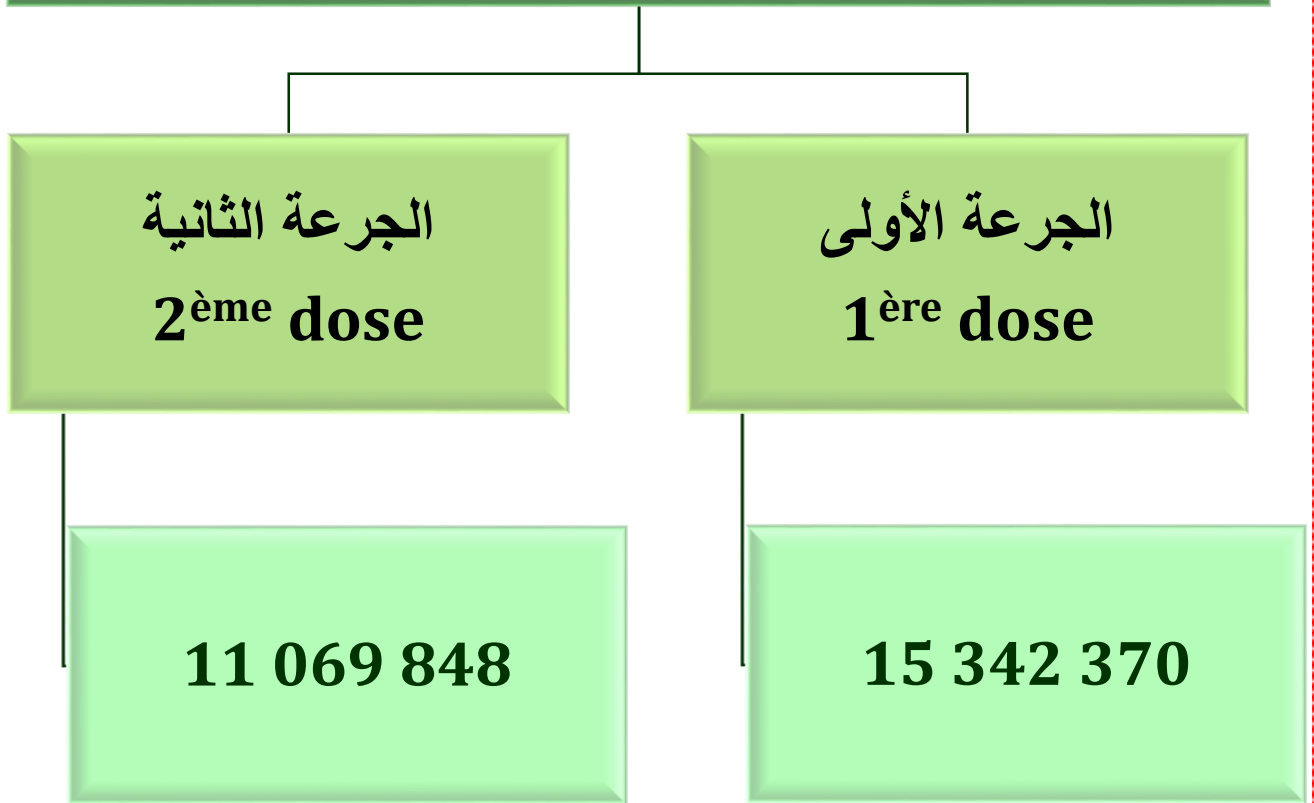 الجرعة الأولى
1ère dose
15 342 370
الجرعة الثانية
2ème dose
11 069 848